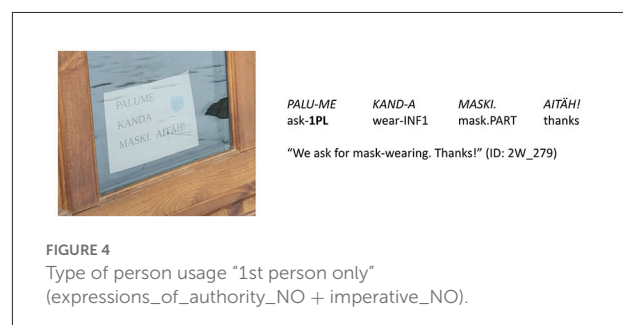 PALUME
KANDA
MASKI. AITÄH!
PALU-ME KAND-A MASKI. AITÄH!
ask-1PL wear-INF1 mask.PART thanks
“We ask for mask-wearing. Thanks!” (ID: 2W_279)
FIGURE 4
Type of person usage “1st person only”
(expressions_of_authority_NO + imperative_NO).